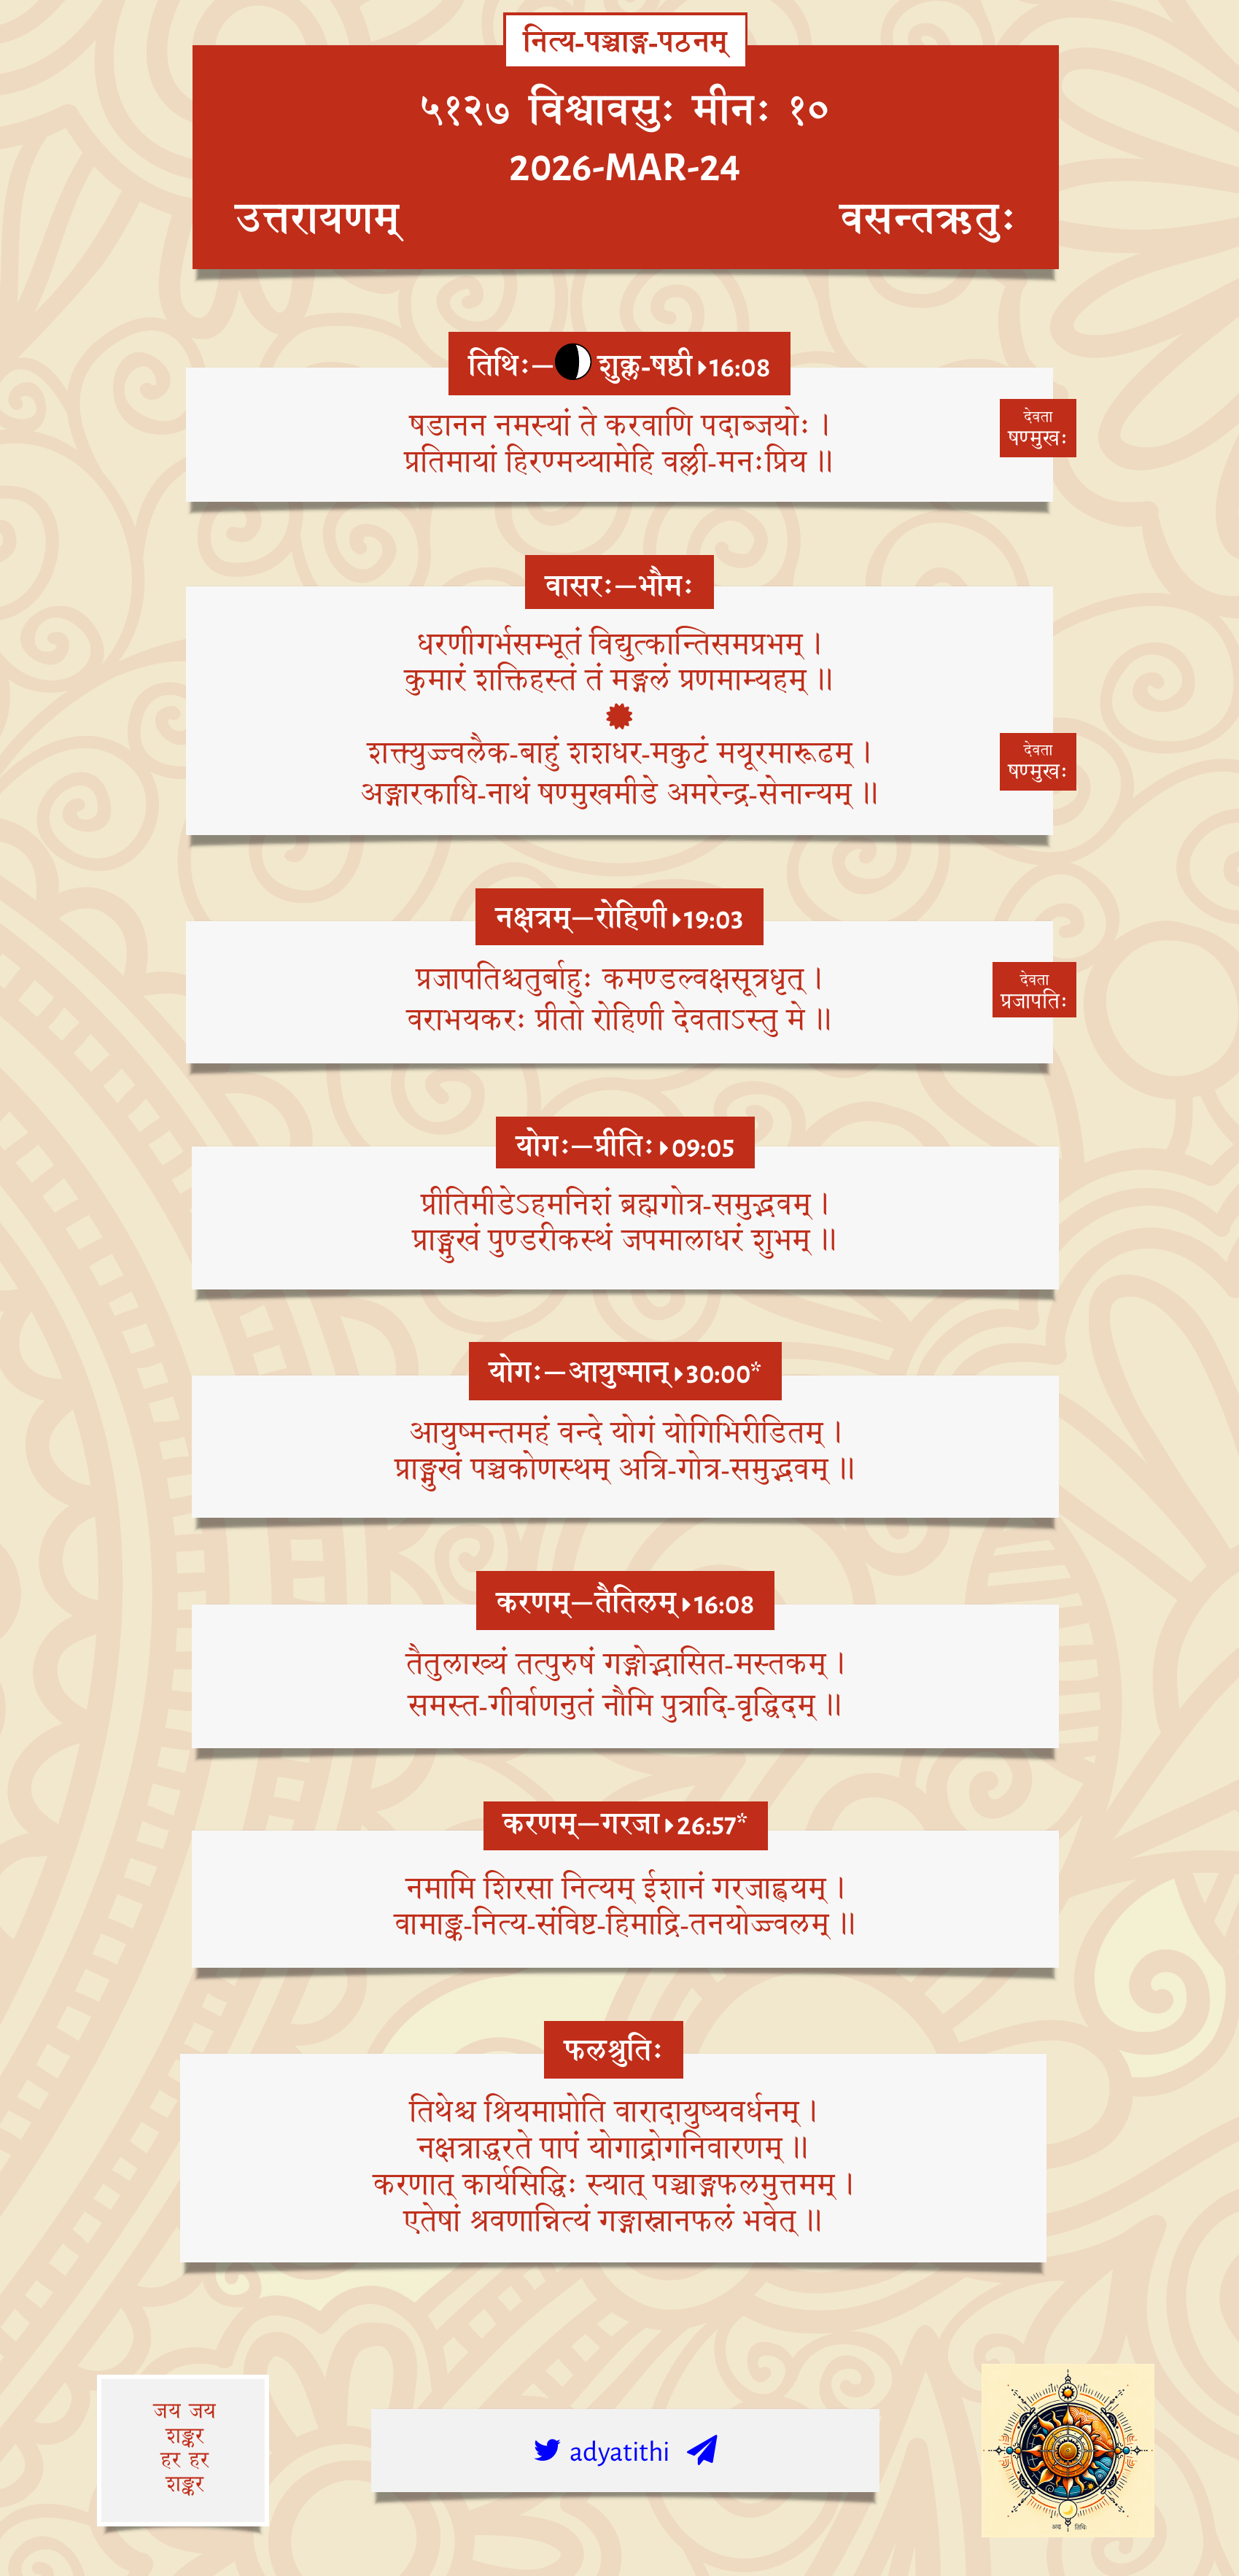 नित्य-पञ्चाङ्ग-पठनम्
५१२७ विश्वावसुः मीनः १०
2026-MAR-24
उत्तरायणम् वसन्तऋतुः
तिथिः— शुक्ल-षष्ठी 16:08
षडानन नमस्यां ते करवाणि पदाब्जयोः ।
प्रतिमायां हिरण्मय्यामेहि वल्ली-मनःप्रिय ॥
देवता
षण्मुखः
वासरः—भौमः
धरणीगर्भसम्भूतं विद्युत्कान्तिसमप्रभम् ।
कुमारं शक्तिहस्तं तं मङ्गलं प्रणमाम्यहम् ॥
शक्त्युज्ज्वलैक-बाहुं शशधर-मकुटं मयूरमारूढम् ।
अङ्गारकाधि-नाथं षण्मुखमीडे अमरेन्द्र-सेनान्यम् ॥
देवता
षण्मुखः
नक्षत्रम्—रोहिणी 19:03
प्रजापतिश्चतुर्बाहुः कमण्डल्वक्षसूत्रधृत् ।
वराभयकरः प्रीतो रोहिणी देवताऽस्तु मे ॥
देवता
प्रजापतिः
योगः—प्रीतिः 09:05
प्रीतिमीडेऽहमनिशं ब्रह्मगोत्र-समुद्भवम् ।
प्राङ्मुखं पुण्डरीकस्थं जपमालाधरं शुभम् ॥
योगः—आयुष्मान् 30:00*
आयुष्मन्तमहं वन्दे योगं योगिभिरीडितम् ।
प्राङ्मुखं पञ्चकोणस्थम् अत्रि-गोत्र-समुद्भवम् ॥
करणम्—तैतिलम् 16:08
तैतुलाख्यं तत्पुरुषं गङ्गोद्भासित-मस्तकम् ।
समस्त-गीर्वाणनुतं नौमि पुत्रादि-वृद्धिदम् ॥
करणम्—गरजा 26:57*
नमामि शिरसा नित्यम् ईशानं गरजाह्वयम् ।
वामाङ्क-नित्य-संविष्ट-हिमाद्रि-तनयोज्ज्वलम् ॥
फलश्रुतिः
तिथेश्च श्रियमाप्नोति वारादायुष्यवर्धनम् ।
नक्षत्राद्धरते पापं योगाद्रोगनिवारणम् ॥
करणात् कार्यसिद्धिः स्यात् पञ्चाङ्गफलमुत्तमम् ।
एतेषां श्रवणान्नित्यं गङ्गास्नानफलं भवेत् ॥
जय जय
शङ्कर
हर हर
शङ्कर
adyatithi
अद्य तिथिः